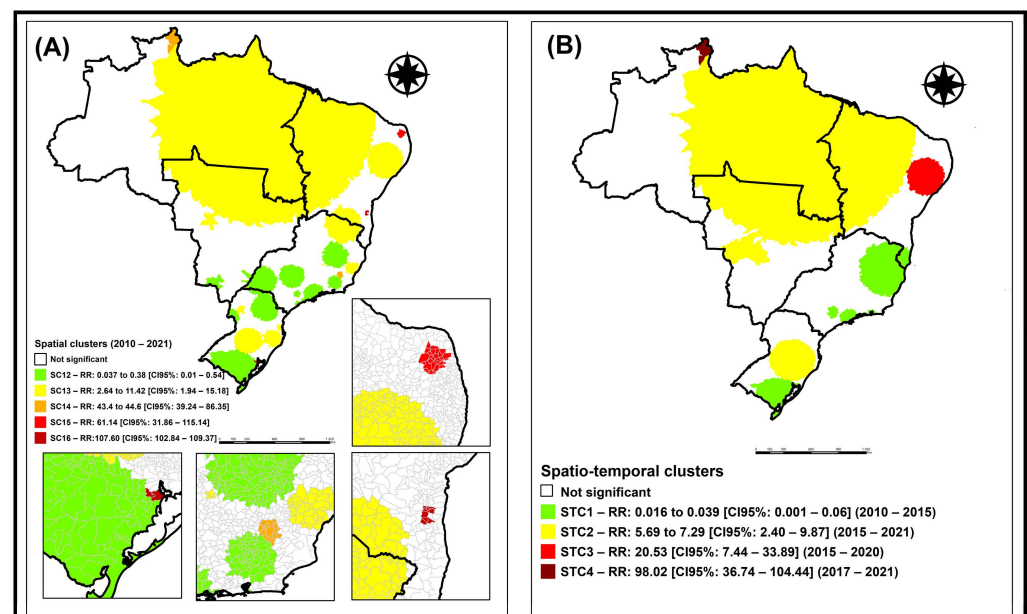 (A)
Spatial clusters (2010 – 2021)
Not significant
SC12 – RR: 0.037 to 0.38 [CI95%: 0.01 – 0.54]
SC13 – RR: 2.64 to 11.42 [CI95%: 1.94 – 15.18]
SC14 – RR: 43.4 to 44.6 [CI95%: 39.24 – 86.35]
SC15 – RR: 61.14 [CI95%: 31.86 – 115.14]
SC16 – RR:107.60 [CI95%: 102.84 – 109.37]
(B)
Spatio-temporal clusters
Not significant
STC1 – RR: 0.016 to 0.039 [CI95%: 0.001 – 0.06] (2010 – 2015)
STC2 – RR: 5.69 to 7.29 [CI95%: 2.40 – 9.87] (2015 – 2021)
STC3 – RR: 20.53 [CI95%: 7.44 – 33.89] (2015 – 2020)
STC4 – RR: 98.02 [CI95%: 36.74 – 104.44] (2017 – 2021)